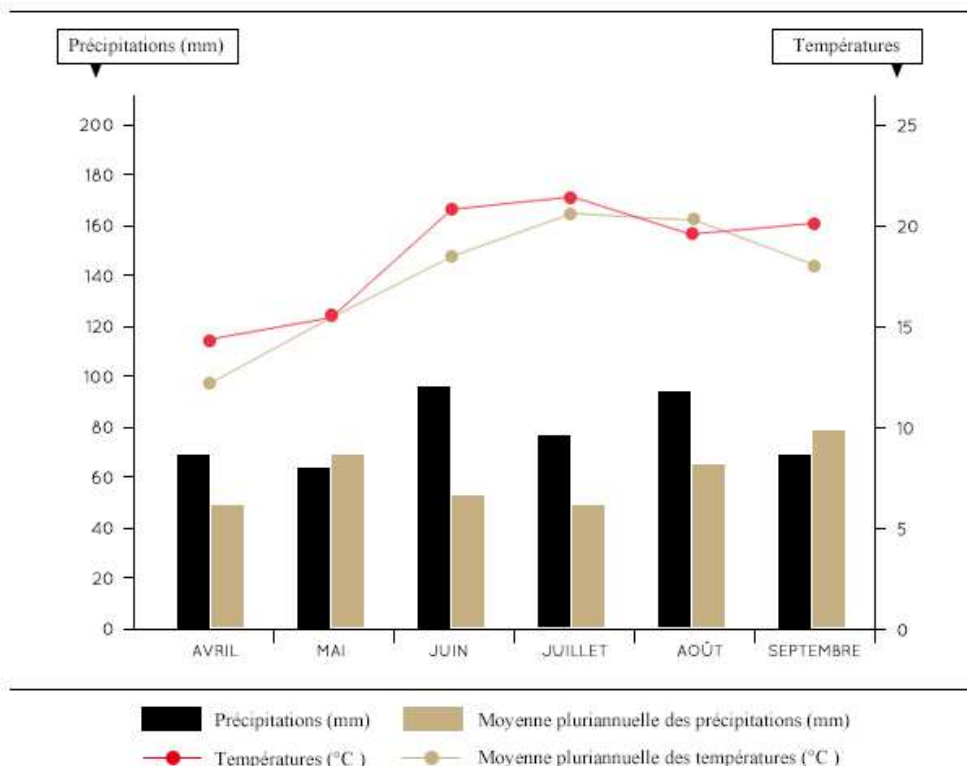 Précipitations (mm) Températures
200 25
180
160 20
140
120 15
100
80 10
60
40 5
20
0 0
AVRIL MAI JUIN JUILLET AOÛT SEPTEMBRE
Précipitations (mm) Moyenne pluriannuelle des précipitations (mm)
Températures (°C ) Moyenne pluriannuelle des températures (°C )